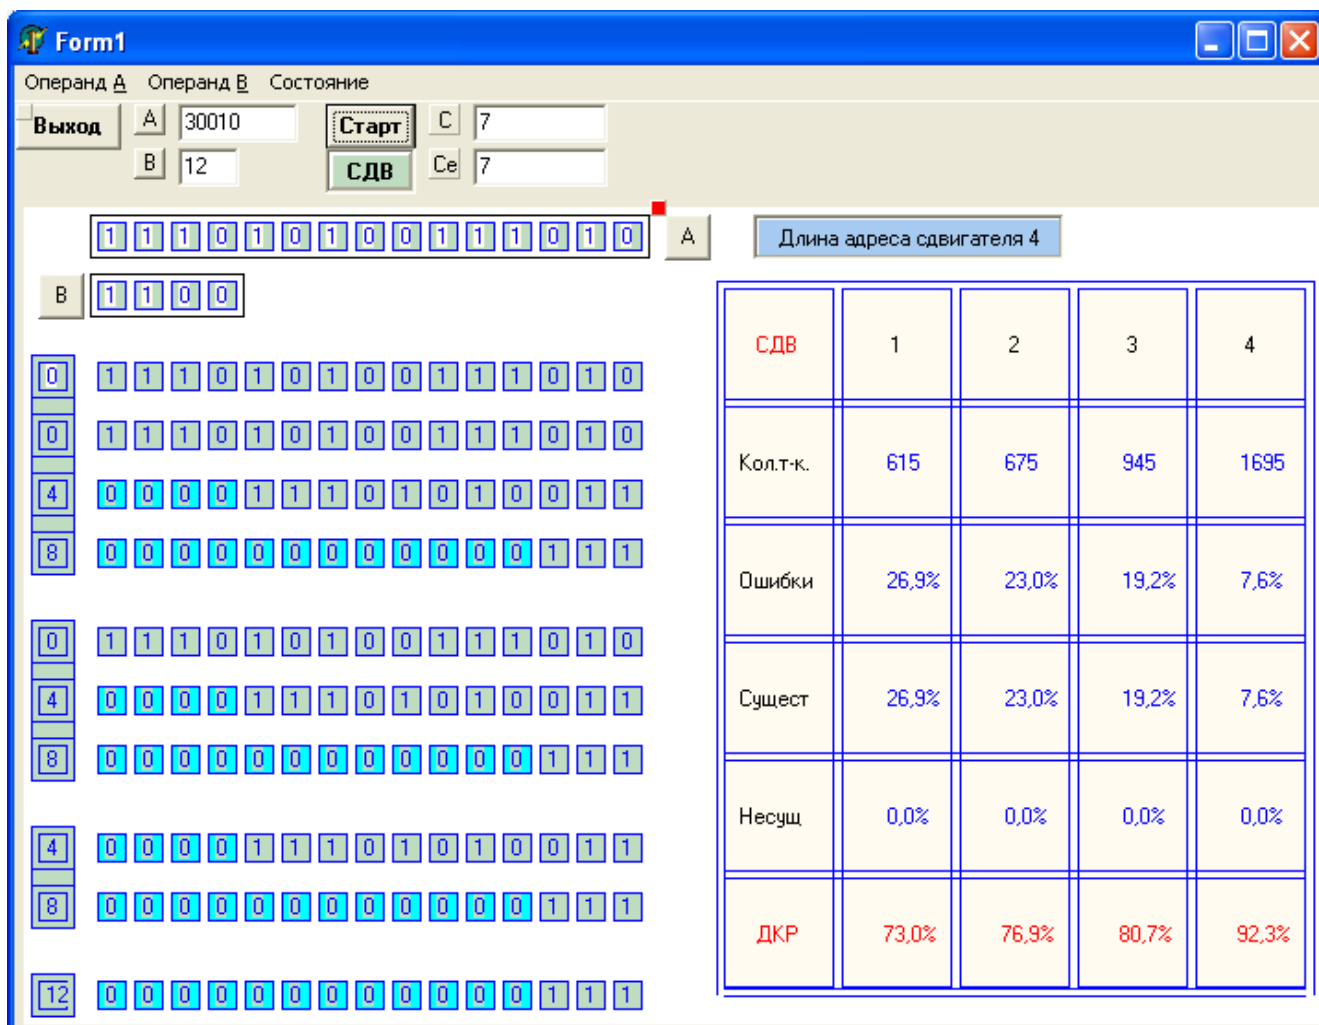 Form1
Операнд A Операнд B Состояние
Выход A 30010 Старт C 7
B 12 СДВ Ce 7
1 1 1 0 1 0 1 0 0 1 1 1 0 1 0 A Длина адреса сдвигателя 4
B 1 1 0 0
0 1 1 1 0 1 0 1 0 0 1 1 1 0 1 0
0 1 1 1 0 1 0 1 0 0 1 1 1 0 1 0
4 0 0 0 0 1 1 1 0 1 0 1 0 0 1 1
8 0 0 0 0 0 0 0 0 0 0 0 0 1 1 1
0 1 1 1 0 1 0 1 0 0 1 1 1 0 1 0
4 0 0 0 0 1 1 1 0 1 0 1 0 0 1 1
8 0 0 0 0 0 0 0 0 0 0 0 0 1 1 1
4 0 0 0 0 1 1 1 0 1 0 1 0 0 1 1
8 0 0 0 0 0 0 0 0 0 0 0 0 1 1 1
12 0 0 0 0 0 0 0 0 0 0 0 0 1 1 1
СДВ 1 2 3 4
Кол.т-к. 615 675 945 1695
Ошибки 26,9% 23,0% 19,2% 7,6%
Сущест 26,9% 23,0% 19,2% 7,6%
Несущ 0,0% 0,0% 0,0% 0,0%
ДКР 73,0% 76,9% 80,7% 92,3%